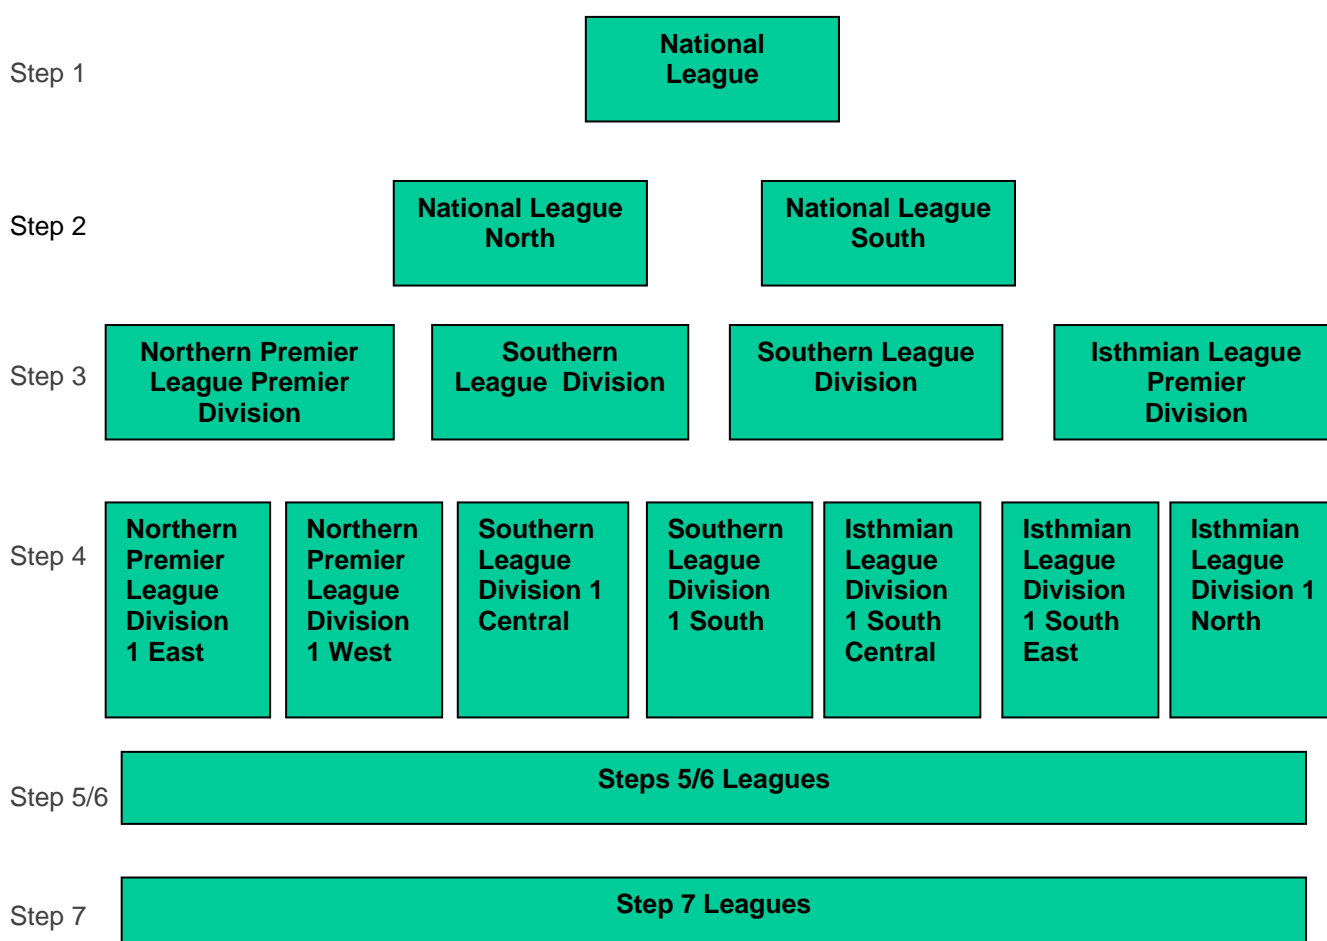 Step 1
National
League
Step 2
National League
North
National League
South
Step 3
Northern Premier
League Premier
Division
Southern
League Division
Southern League
Division
Isthmian League
Premier
Division
Step 4
Northern
Premier
League
Division
1 East
Northern
Premier
League
Division
1 West
Southern
League
Division 1
Central
Southern
League
Division
1 South
Isthmian
League
Division
1 South
Central
Isthmian
League
Division
1 South
East
Isthmian
League
Division 1
North
Step 5/6
Steps 5/6 Leagues
Step 7
Step 7 Leagues